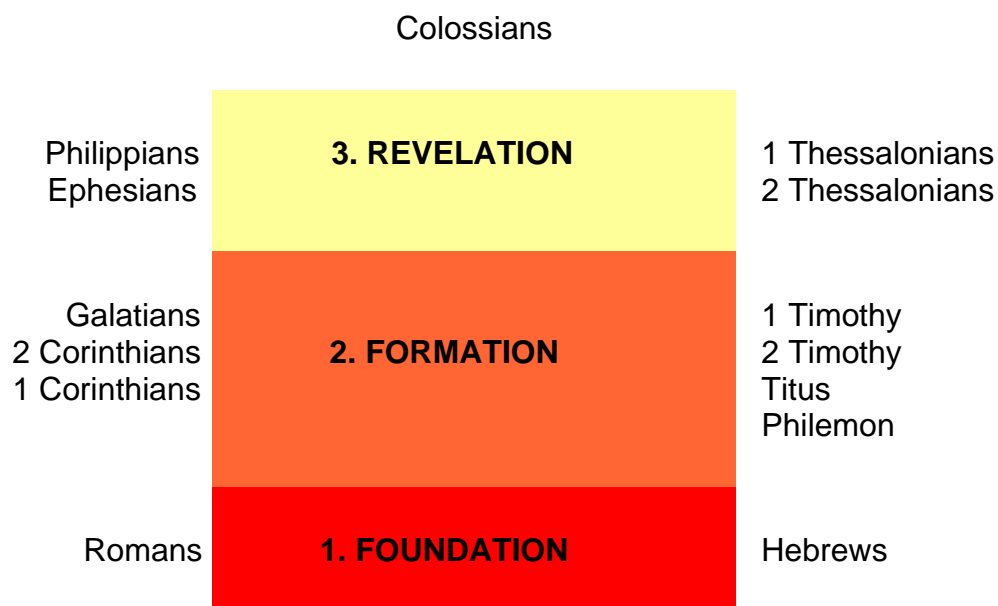 Colossians
Philippians
Ephesians
3. REVELATION
1 Thessalonians
2 Thessalonians
Galatians
2 Corinthians
1 Corinthians
2. FORMATION
1 Timothy
2 Timothy
Titus
Philemon
Romans
1. FOUNDATION
Hebrews